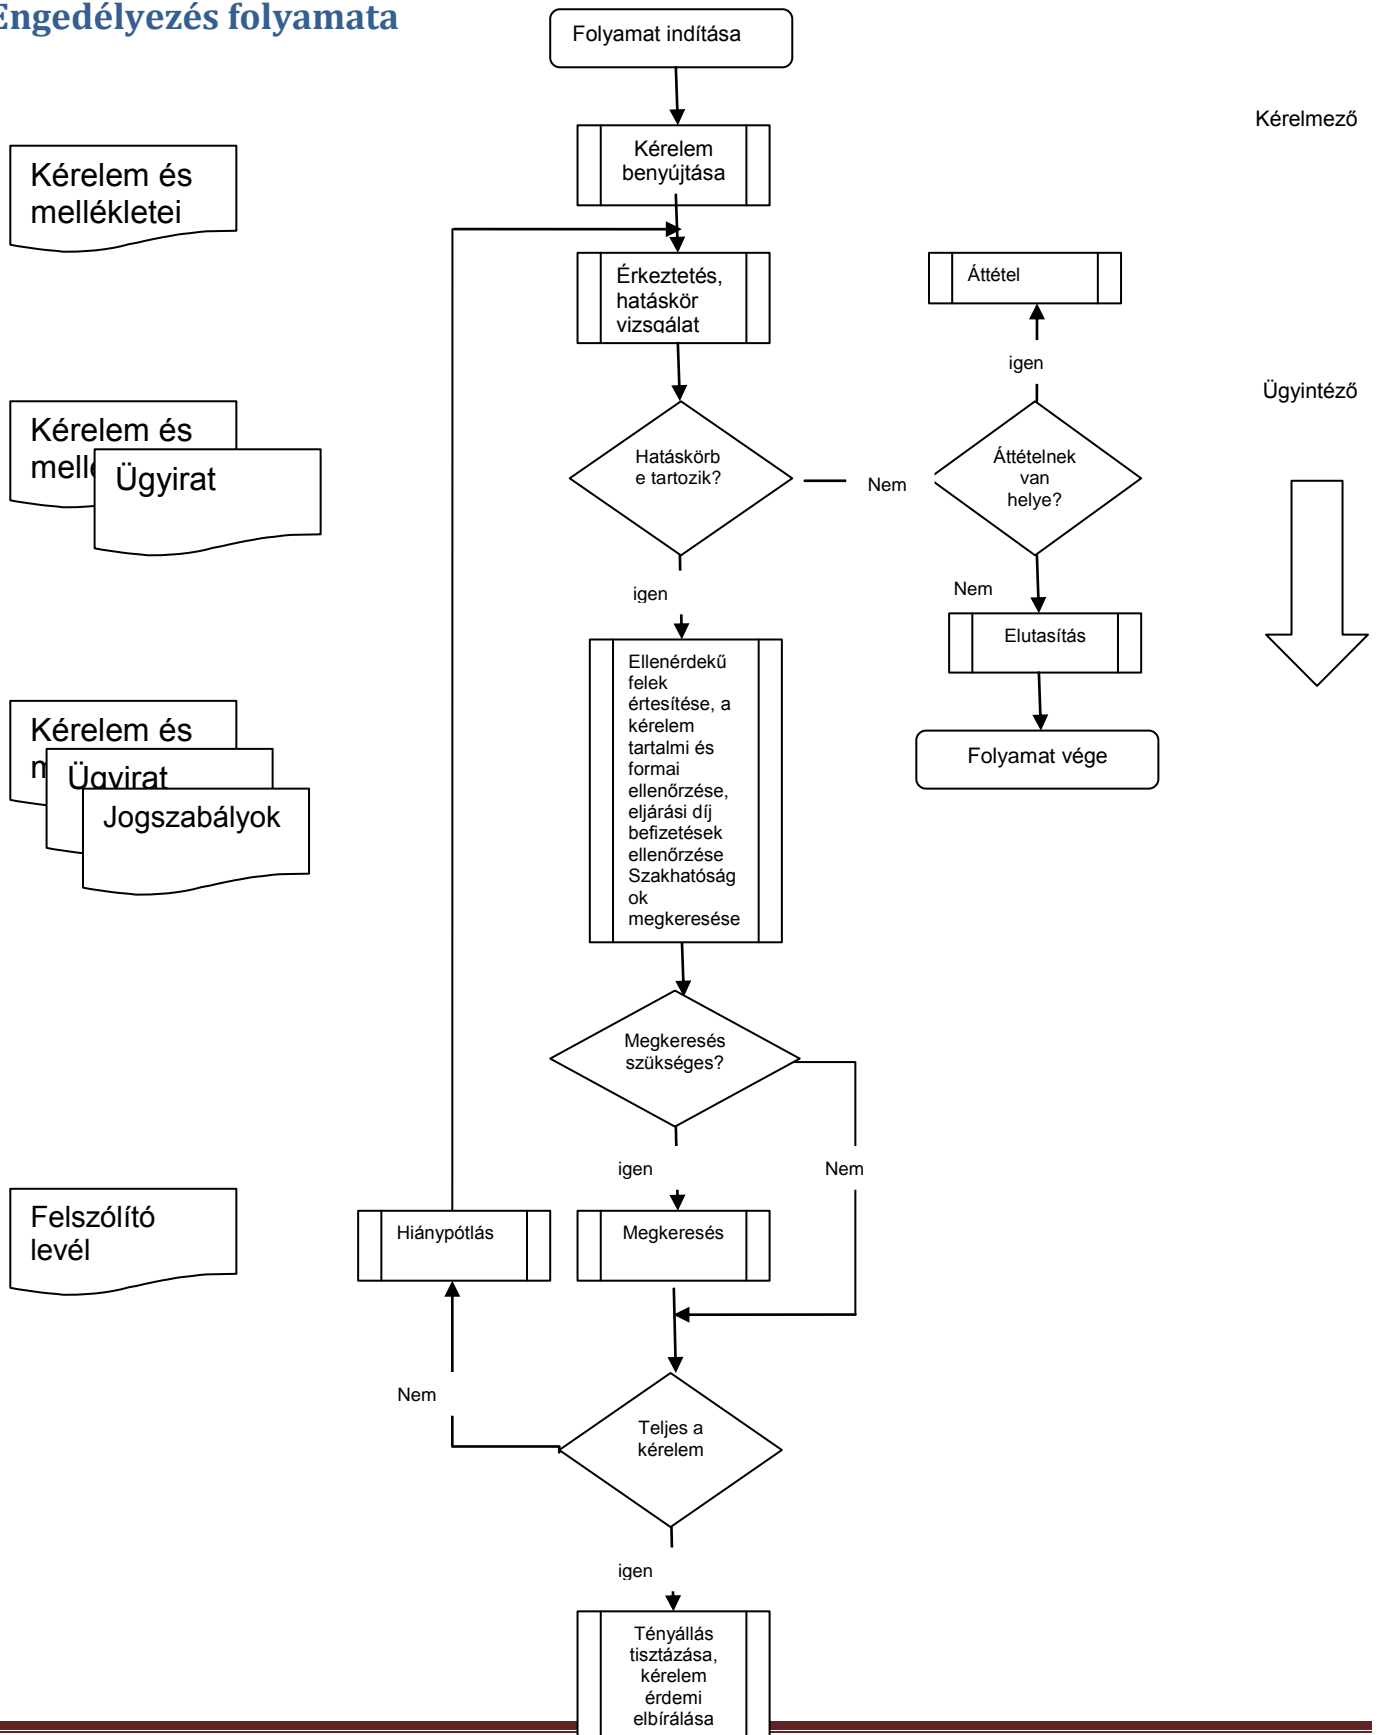 Engedélyezés folyamata
Folyamat indítása
Kérelmező
Kérelem
benyújtása
Kérelem és
mellékletei
Érkeztetés,
hatáskör
vizsgálat
Áttétel
igen
Ügyintéző
Kérelem és
mell
Ügyirat
Hatáskörb
e tartozik?
Nem
Áttételnek
van
helye?
igen
Nem
Elutasítás
Folyamat vége
Ellenérdekű
felek
értesítése, a
kérelem
tartalmi és
formai
ellenőrzése,
eljárási díj
befizetések
ellenőrzése
Szakhatóság
ok
megkeresése
Kérelem és
Ügyirat
Jogszabályok
Megkeresés
szükséges?
igen
Nem
Felszólító
levél
Hiánypótlás
Megkeresés
Nem
Teljes a
kérelem
igen
Tényállás
tisztázása,
kérelem
érdemi
elbírálása